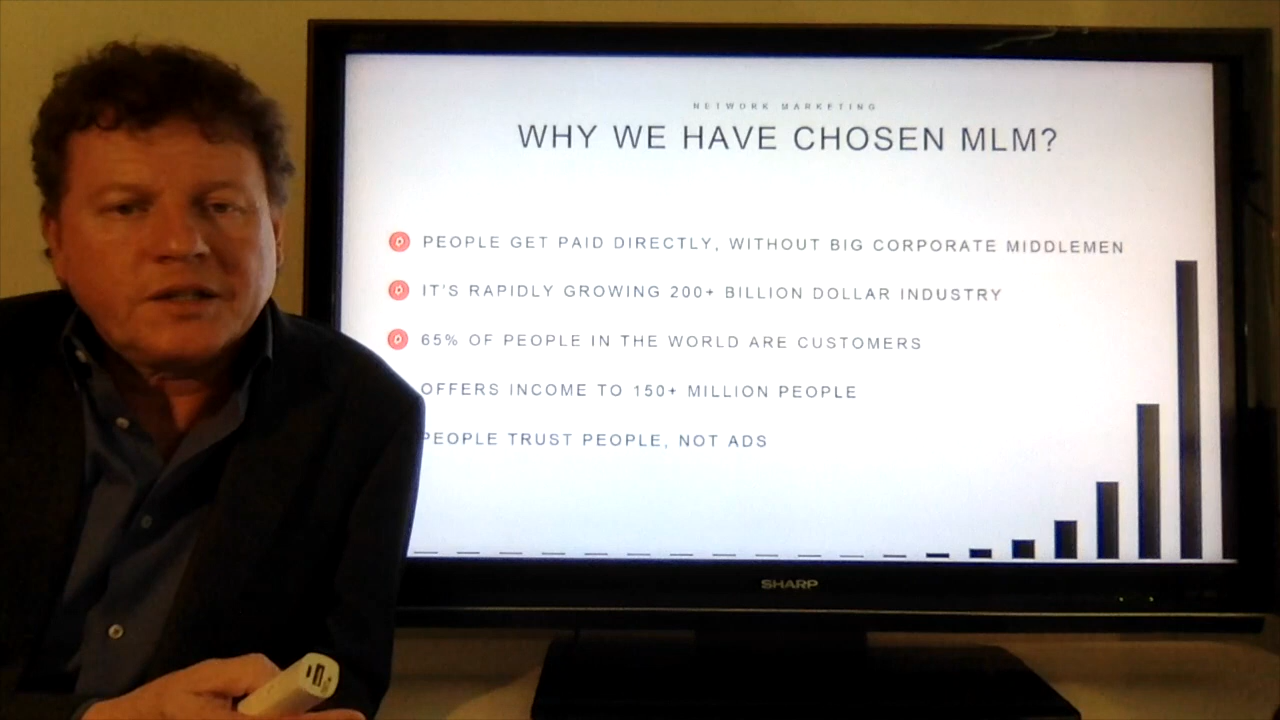 NETWORK MARKETING
WHY WE HAVE CHOSEN MLM?
PEOPLE GET PAID DIRECTLY, WITHOUT BIG CORPORATE MIDDLEMEN
IT'S RAPIDLY GROWING 200+ BILLION DOLLAR INDUSTRY
65% OF PEOPLE IN THE WORLD ARE CUSTOMERS
OFFERS INCOME TO 150+ MILLION PEOPLE
PEOPLE TRUST PEOPLE, NOT ADS
SHARP